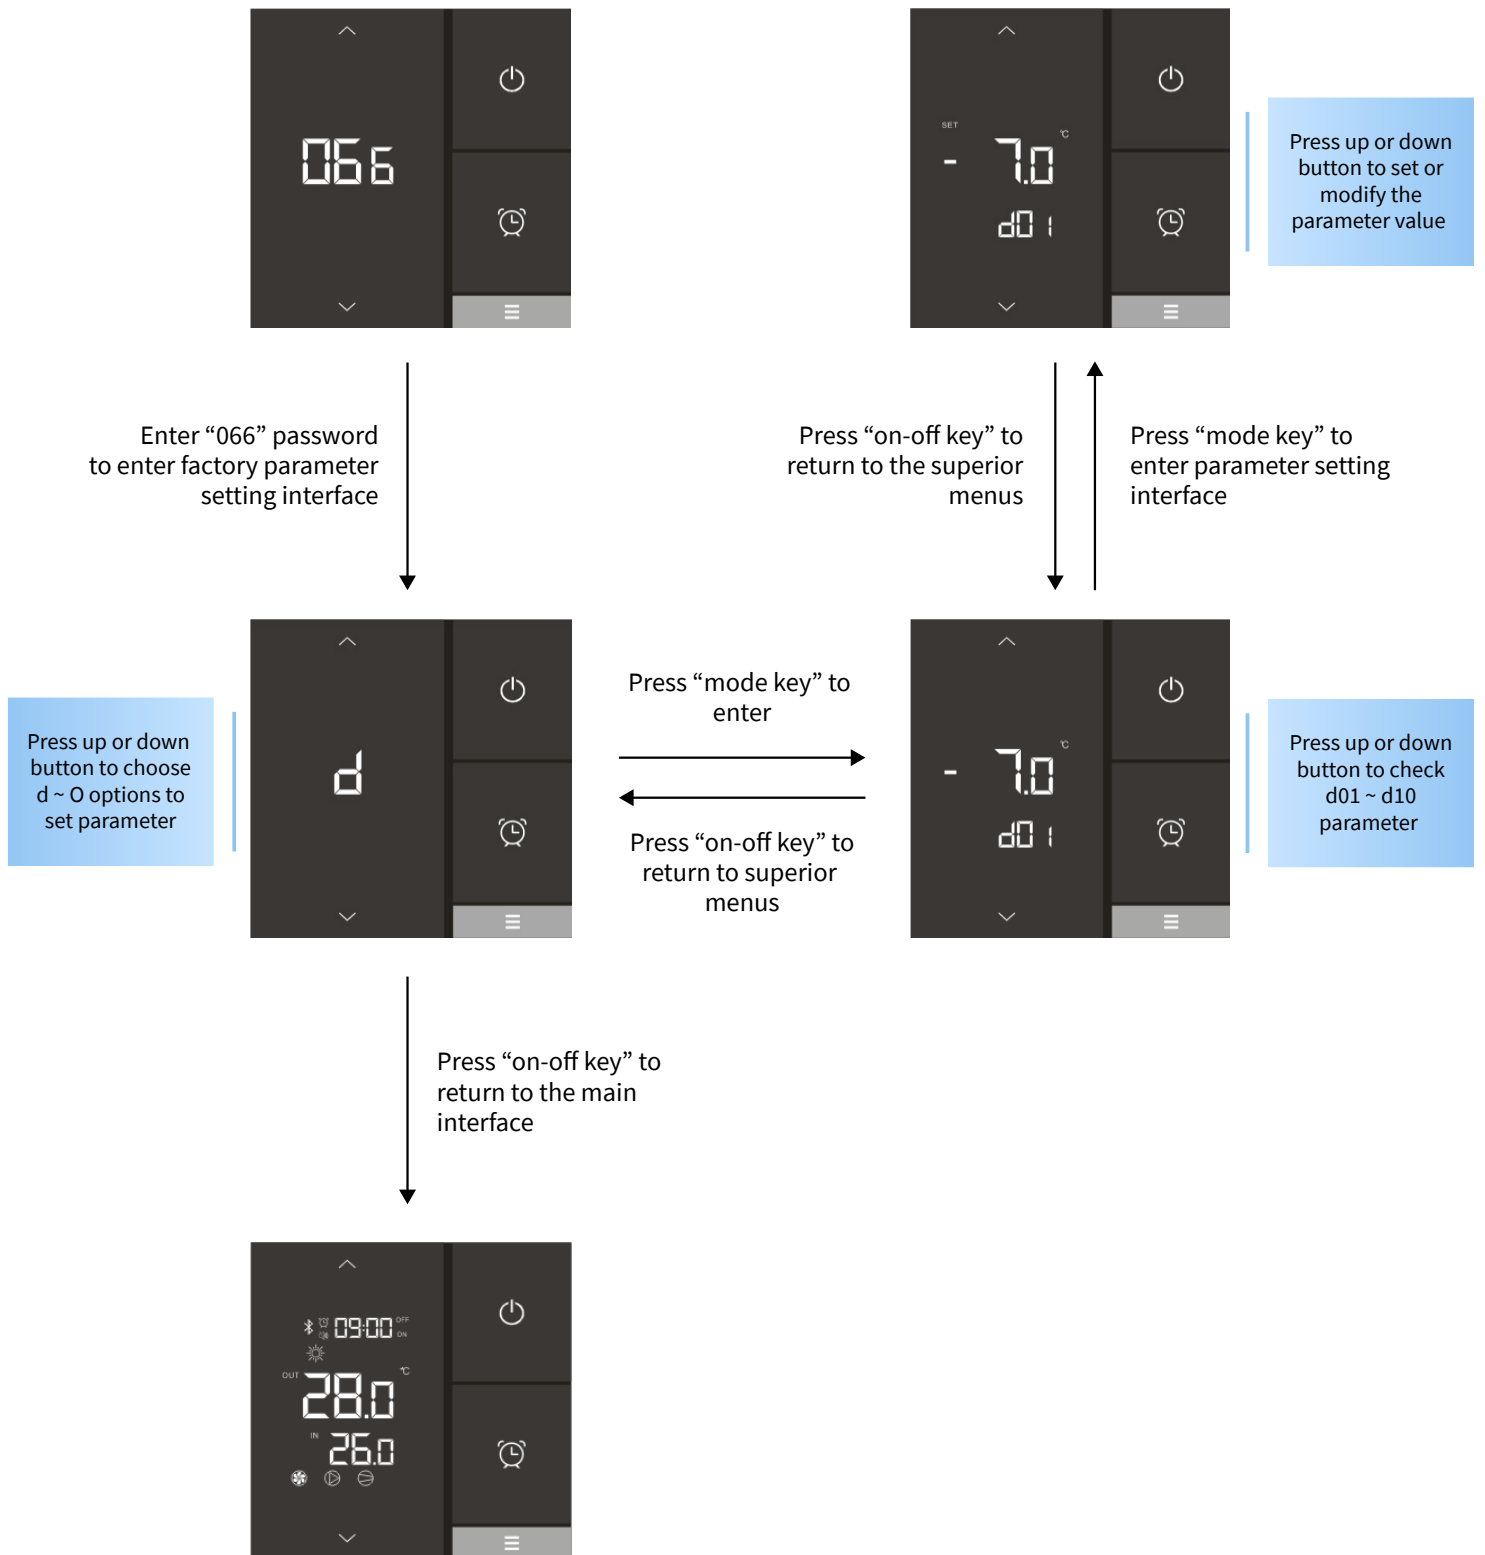 066
SET
°C
- 7.0
d01
Press up or down
button to set or
modify the
parameter value
Enter “066” password
to enter factory parameter
setting interface
Press “on-off key” to
return to the superior
menus
Press “mode key” to
enter parameter setting
interface
Press up or down
button to choose
d ~ O options to
set parameter
d
Press “mode key” to
enter
Press “on-off key” to
return to superior
menus
°C
- 7.0
d01
Press up or down
button to check
d01 ~ d10
parameter
Press “on-off key” to
return to the main
interface
09:00 OFF
ON
OUT 28.0 °C
IN 26.0